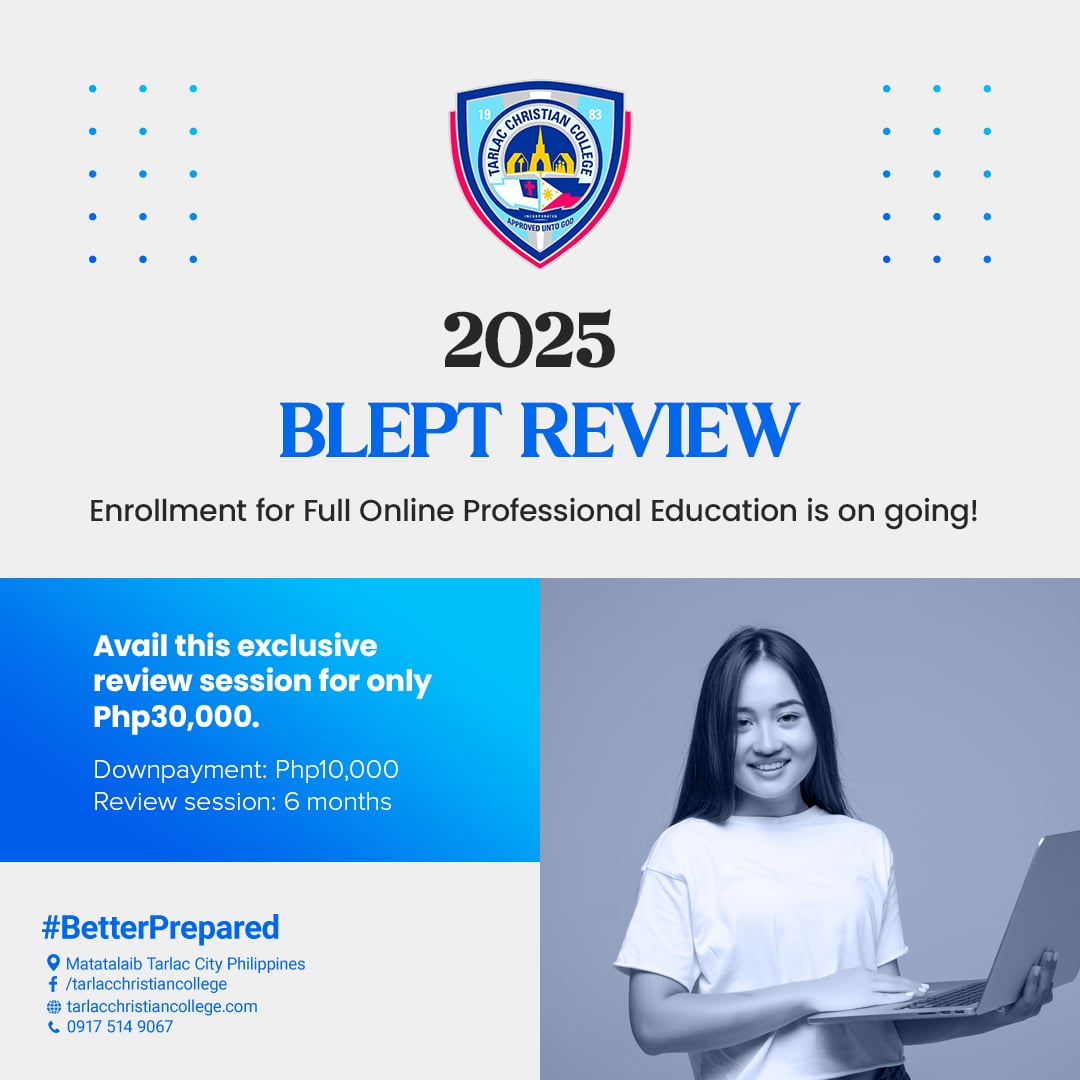 19 83
TARLAC CHRISTIAN COLLEGE
INCORPORATED
APPROVED UNTO GOD
2025
BLEPT REVIEW
Enrollment for Full Online Professional Education is on going!
Avail this exclusive
review session for only
Php30,000.
Downpayment: Php10,000
Review session: 6 months
#BetterPrepared
Matatalaib Tarlac City Philippines
/tarlacchristiancollege
tarlacchristiancollege.com
0917 514 9067